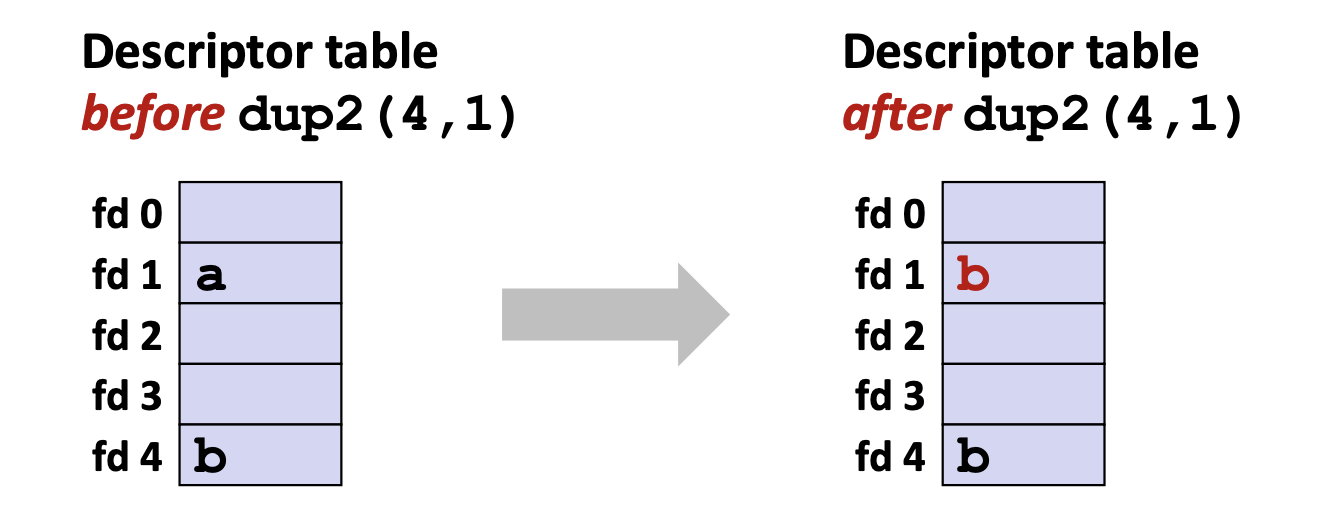 Descriptor table
before dup2(4,1)
fd 0
fd 1 a
fd 2
fd 3
fd 4 b
Descriptor table
after dup2(4,1)
fd 0
fd 1 b
fd 2
fd 3
fd 4 b